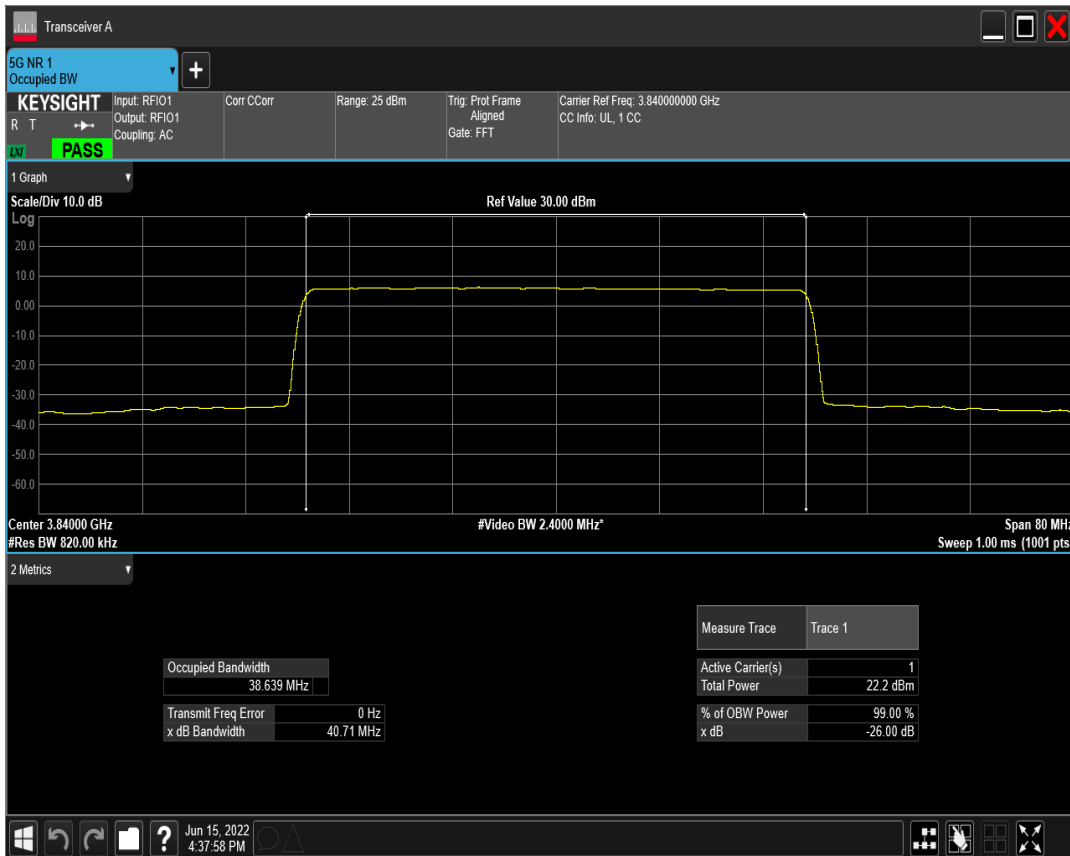 Transceiver A
5G NR 1
Occupied BW
KEYSIGHT
R T
LXI
PASS
Input: RFIO1
Output: RFIO1
Coupling: AC
Corr CCorr
Range: 25 dBm
Trig: Prot Frame
Aligned
Gate: FFT
Carrier Ref Freq: 3.840000000 GHz
CC Info: UL, 1 CC
1 Graph
Scale/Div 10.0 dB
Ref Value 30.00 dBm
Log
20.0
10.0
0.00
-10.0
-20.0
-30.0
-40.0
-50.0
-60.0
Center 3.84000 GHz
#Video BW 2.4000 MHz*
Span 80 MHz
#Res BW 820.00 kHz
Sweep 1.00 ms (1001 pts
2 Metrics
Measure Trace Trace 1
Occupied Bandwidth
38.639 MHz
Active Carrier(s) 1
Total Power 22.2 dBm
Transmit Freq Error 0 Hz
x dB Bandwidth 40.71 MHz
% of OBW Power 99.00 %
x dB -26.00 dB
?
Jun 15, 2022
4:37:58 PM